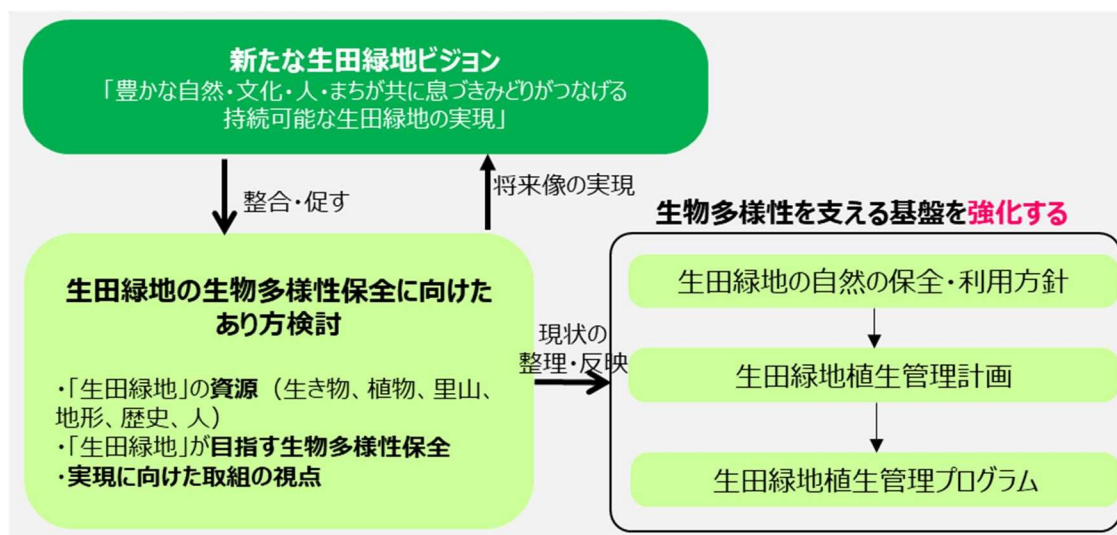 新たな生田緑地ビジョン
「豊かな自然・文化・人・まちが共に息づきみどりがつなげる
持続可能な生田緑地の実現」
整合・促す
将来像の実現
生田緑地の生物多様性保全に向けた
あり方検討
・「生田緑地」の資源（生き物、植物、里山、
地形、歴史、人）
・「生田緑地」が目指す生物多様性保全
・実現に向けた取組の視点
現状の
整理・反映
生物多様性を支える基盤を強化する
生田緑地の自然の保全・利用方針
生田緑地植生管理計画
生田緑地植生管理プログラム